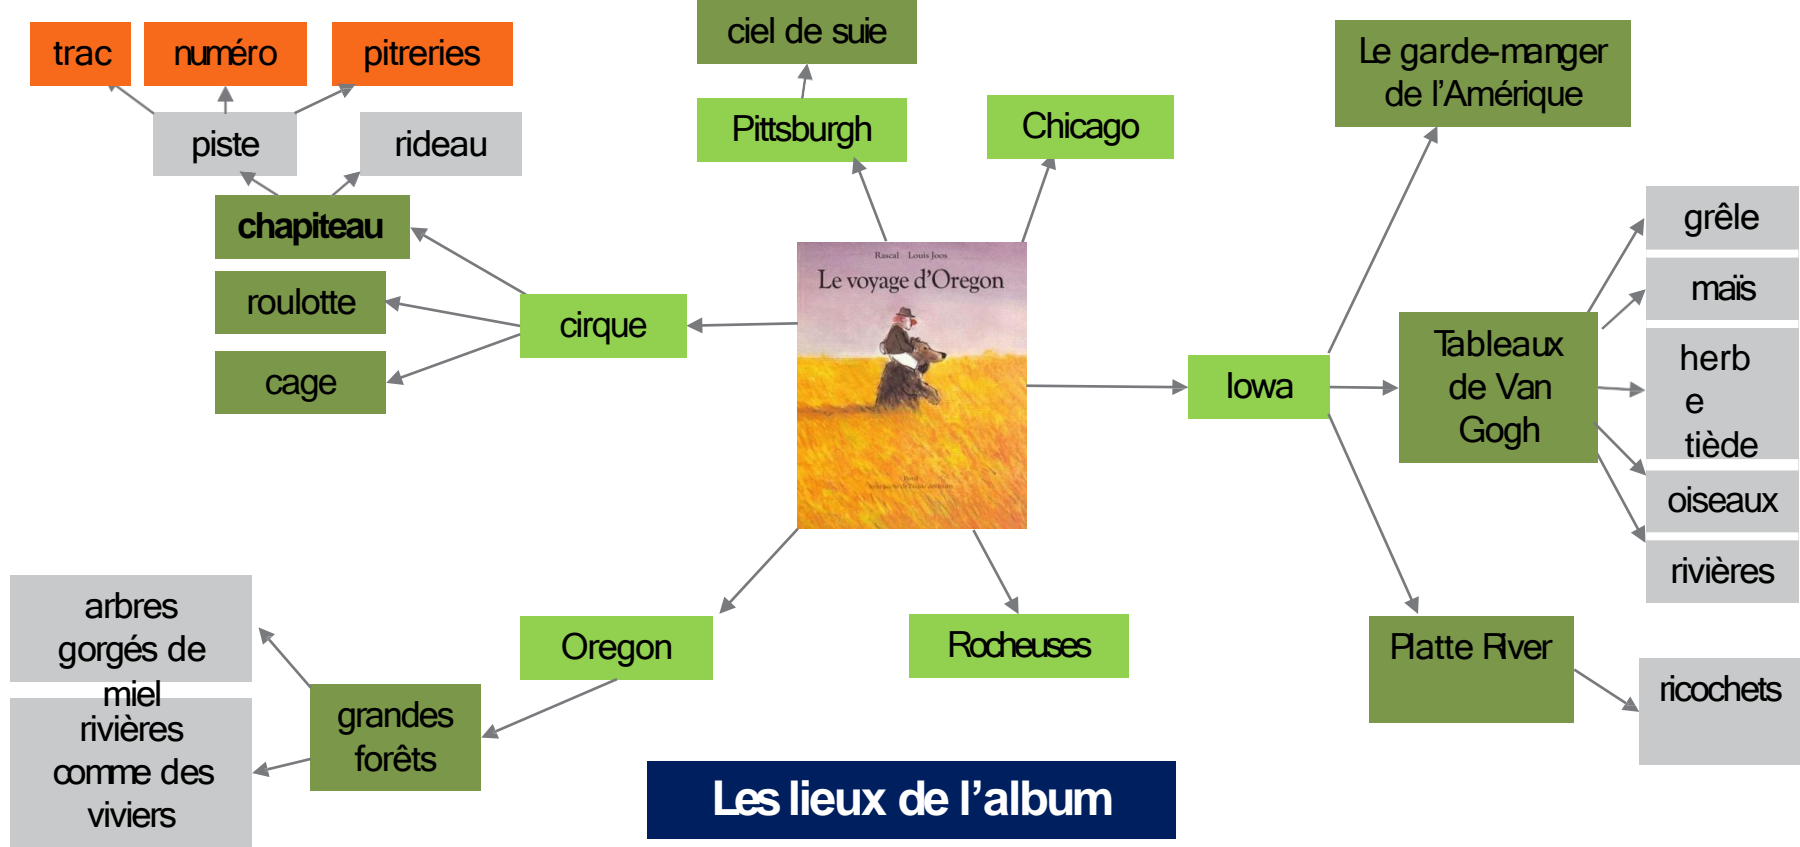 trac
numéro
pitreries
piste
rideau
chapiteau
roulotte
cage
cirque
ciel de suie
Pittsburgh
Chicago
Rascal Louis Joos
Le voyage d'Oregon
Le garde-manger
de l'Amérique
Iowa
Tableaux
de Van
Gogh
grêle
maïs
herb
e
tiède
oiseaux
rivières
Platte River
ricochets
Rocheuses
Oregon
grandes
forêts
arbres
gorgés de
miel
rivières
comme des
viviers
Les lieux de l'album